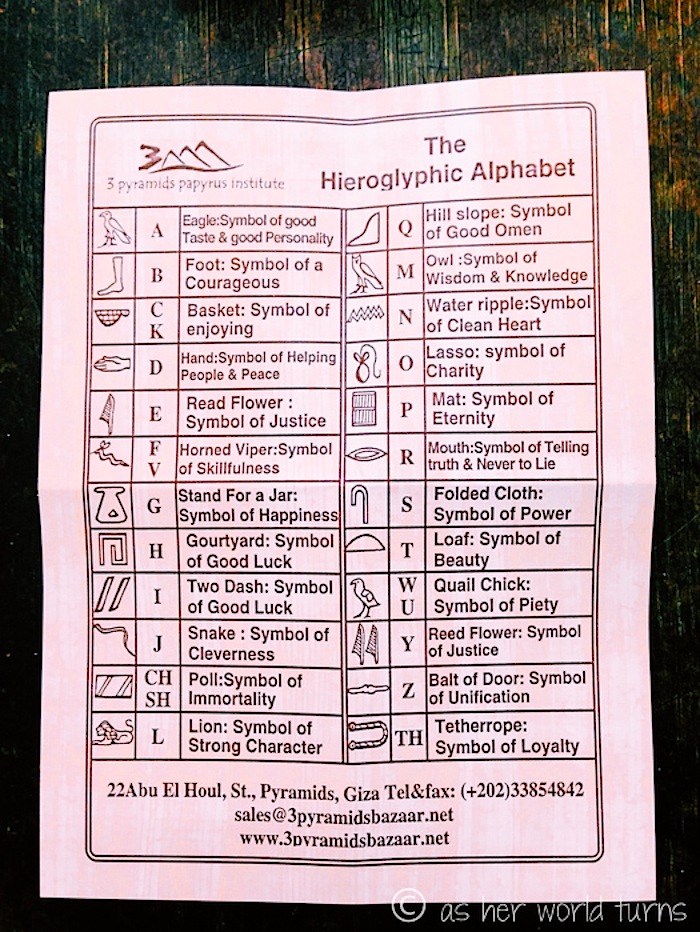 3 pyramids papyrus institute
The
Hieroglyphic Alphabet
A
Eagle:Symbol of good
Taste & good Personality
B
Foot: Symbol of a
Courageous
C
K
Basket: Symbol of
enjoying
D
Hand:Symbol of Helping
People & Peace
E
Read Flower :
Symbol of Justice
F
V
Horned Viper:Symbol
of Skillfulness
G
Stand For a Jar:
Symbol of Happiness
H
Gourtyard: Symbol
of Good Luck
I
Two Dash: Symbol
of Good Luck
J
Snake : Symbol of
Cleverness
CH
SH
Poll:Symbol of
Immortality
L
Lion: Symbol of
Strong Character
Q
Hill slope: Symbol
of Good Omen
M
Owl :Symbol of
Wisdom & Knowledge
N
Water ripple:Symbol
of Clean Heart
O
Lasso: symbol of
Charity
P
Mat: Symbol of
Eternity
R
Mouth:Symbol of Telling
truth & Never to Lie
S
Folded Cloth:
Symbol of Power
T
Loaf: Symbol of
Beauty
W
U
Quail Chick:
Symbol of Piety
Y
Reed Flower: Symbol
of Justice
Z
Balt of Door: Symbol
of Unification
TH
Tetherrope:
Symbol of Loyalty
22Abu El Houl, St., Pyramids, Giza Tel&fax: (+202)33854842
sales@3pyramidsbazaar.net
www.3pyramidsbazaar.net
© as her world turns